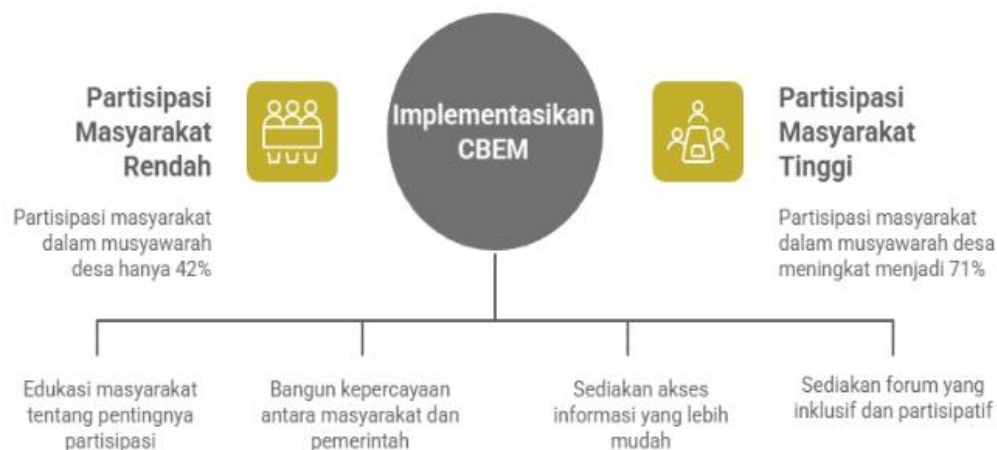 Partisipasi
Masyarakat
Rendah
Partisipasi masyarakat
dalam musyawarah
desa hanya 42%
Implementasikan
CBEM
Partisipasi
Masyarakat
Tinggi
Partisipasi masyarakat
dalam musyawarah desa
meningkat menjadi 71%
Edukasi masyarakat
tentang pentingnya
partisipasi
Bangun kepercayaan
antara masyarakat dan
pemerintah
Sediakan akses
informasi yang lebih
mudah
Sediakan forum yang
inklusif dan partisipatif